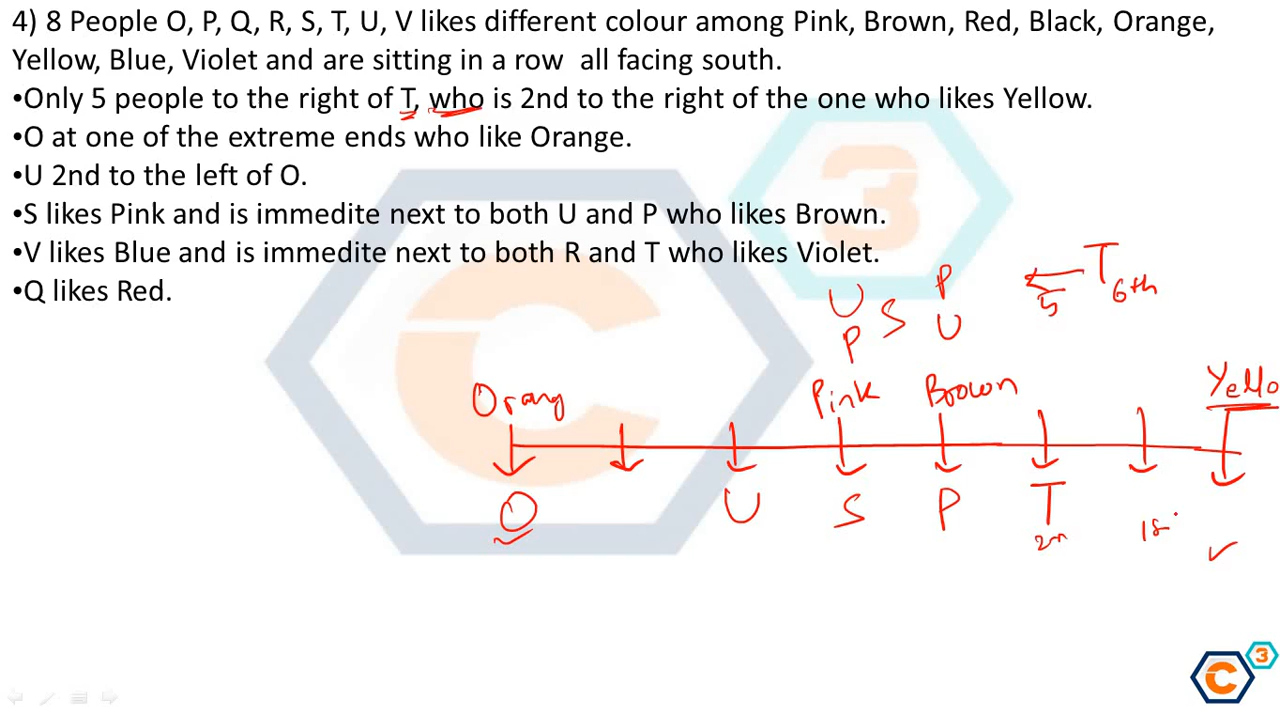 4) 8 People O, P, Q, R, S, T, U, V likes different colour among Pink, Brown, Red, Black, Orange,
Yellow, Blue, Violet and are sitting in a row all facing south.
•Only 5 people to the right of T, who is 2nd to the right of the one who likes Yellow.
•O at one of the extreme ends who like Orange.
•U 2nd to the left of O.
•S likes Pink and is immedite next to both U and P who likes Brown.
•V likes Blue and is immedite next to both R and T who likes Violet.
•Q likes Red.
T
5 6th
U S P
P U
Orang Pink Brown Yello
O U S P T
2n 1s
C 3